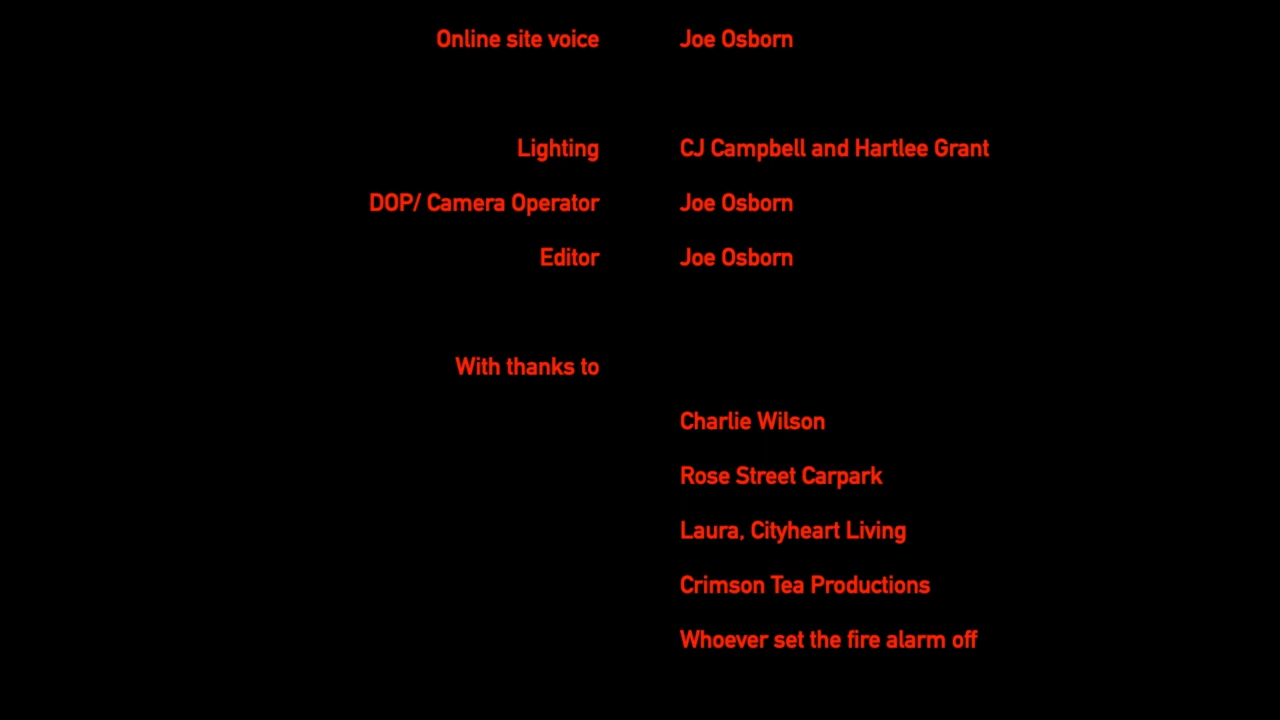 Online site voice Joe Osborn
Lighting CJ Campbell and Hartlee Grant
DOP/ Camera Operator Joe Osborn
Editor Joe Osborn
With thanks to
Charlie Wilson
Rose Street Carpark
Laura, Cityheart Living
Crimson Tea Productions
Whoever set the fire alarm off